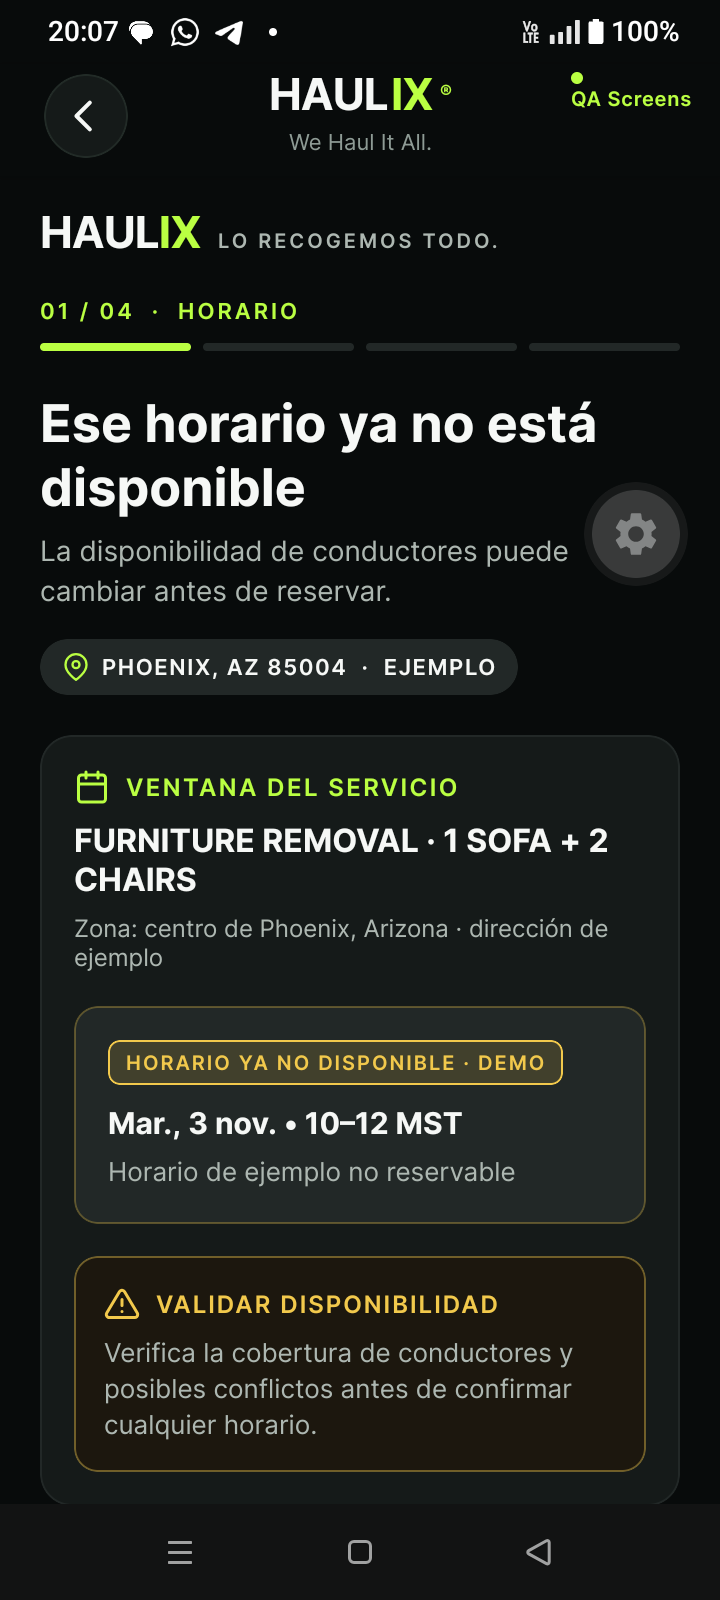 20:07
Vo LTE
100%
HAULIX ®
QA Screens
We Haul It All.
HAULIX LO RECOGEMOS TODO.
01 / 04 · HORARIO
Ese horario ya no está
disponible
La disponibilidad de conductores puede
cambiar antes de reservar.
PHOENIX, AZ 85004 · EJEMPLO
VENTANA DEL SERVICIO
FURNITURE REMOVAL · 1 SOFA + 2
CHAIRS
Zona: centro de Phoenix, Arizona · dirección de
ejemplo
HORARIO YA NO DISPONIBLE · DEMO
Mar., 3 nov. • 10–12 MST
Horario de ejemplo no reservable
VALIDAR DISPONIBILIDAD
Verifica la cobertura de conductores y
posibles conflictos antes de confirmar
cualquier horario.